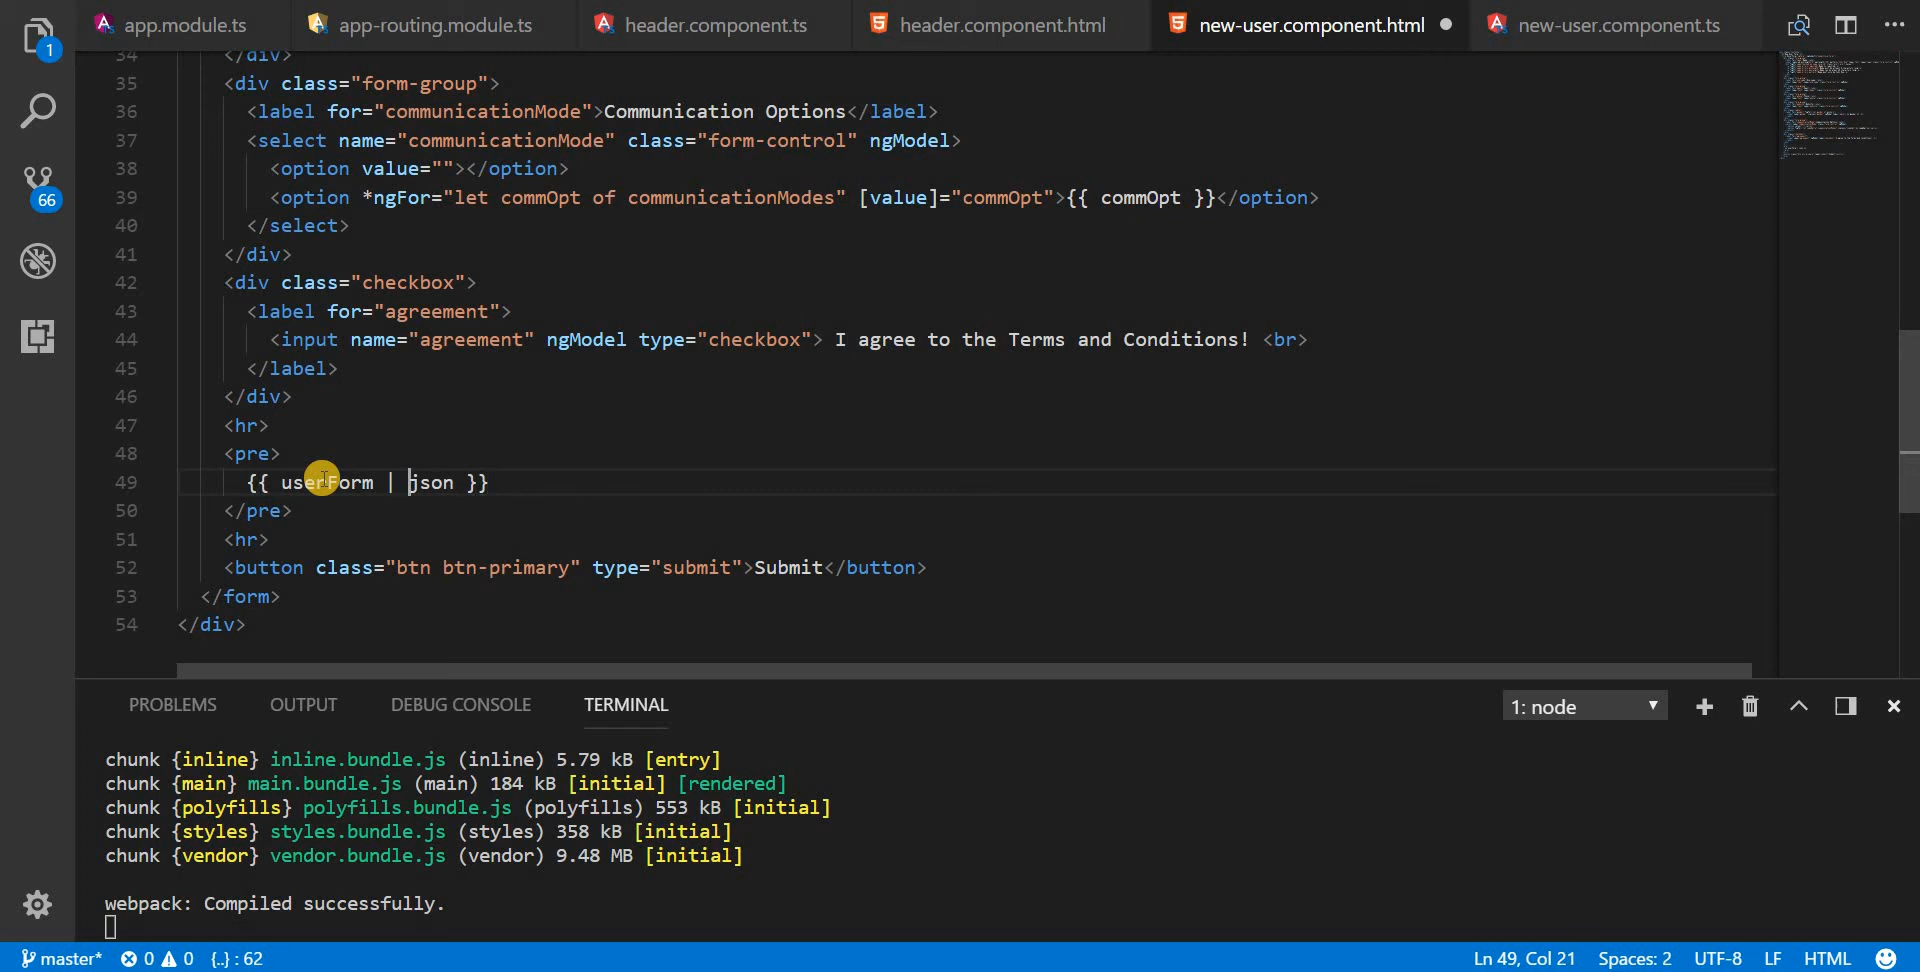 1
app.module.ts
app-routing.module.ts
header.component.ts
header.component.html
new-user.component.html
new-user.component.ts
66
34 </div>
35 <div class="form-group">
36 <label for="communicationMode">Communication Options</label>
37 <select name="communicationMode" class="form-control" ngModel>
38 <option value=""></option>
39 <option *ngFor="let commOpt of communicationModes" [value]="commOpt">{{ commOpt }}</option>
40 </select>
41 </div>
42 <div class="checkbox">
43 <label for="agreement">
44 <input name="agreement" ngModel type="checkbox"> I agree to the Terms and Conditions! <br>
45 </label>
46 </div>
47 <hr>
48 <pre>
49 {{ userForm | json }}
50 </pre>
51 <hr>
52 <button class="btn btn-primary" type="submit">Submit</button>
53 </form>
54 </div>
PROBLEMS OUTPUT DEBUG CONSOLE TERMINAL
1: node
chunk {inline} inline.bundle.js (inline) 5.79 kB [entry]
chunk {main} main.bundle.js (main) 184 kB [initial] [rendered]
chunk {polyfills} polyfills.bundle.js (polyfills) 553 kB [initial]
chunk {styles} styles.bundle.js (styles) 358 kB [initial]
chunk {vendor} vendor.bundle.js (vendor) 9.48 MB [initial]
webpack: Compiled successfully.
master* 0 0 {..} : 62 Ln 49, Col 21 Spaces: 2 UTF-8 LF HTML